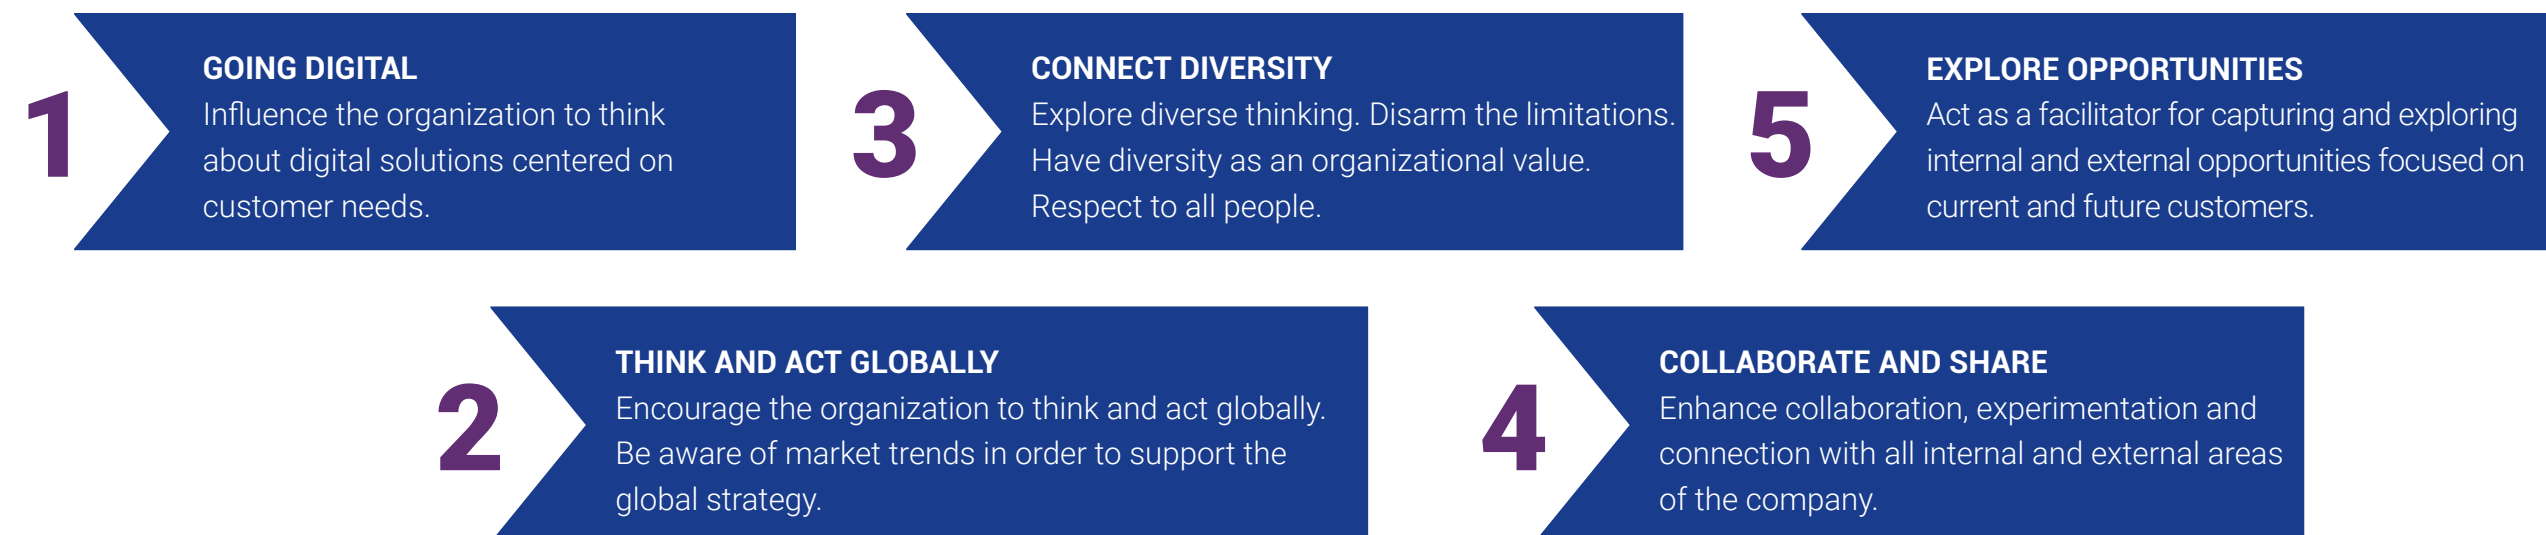 1
GOING DIGITAL
Influence the organization to think
about digital solutions centered on
customer needs.
2
THINK AND ACT GLOBALLY
Encourage the organization to think and act globally.
Be aware of market trends in order to support the
global strategy.
3
CONNECT DIVERSITY
Explore diverse thinking. Disarm the limitations.
Have diversity as an organizational value.
Respect to all people.
4
COLLABORATE AND SHARE
Enhance collaboration, experimentation and
connection with all internal and external areas
of the company.
5
EXPLORE OPPORTUNITIES
Act as a facilitator for capturing and exploring
internal and external opportunities focused on
current and future customers.